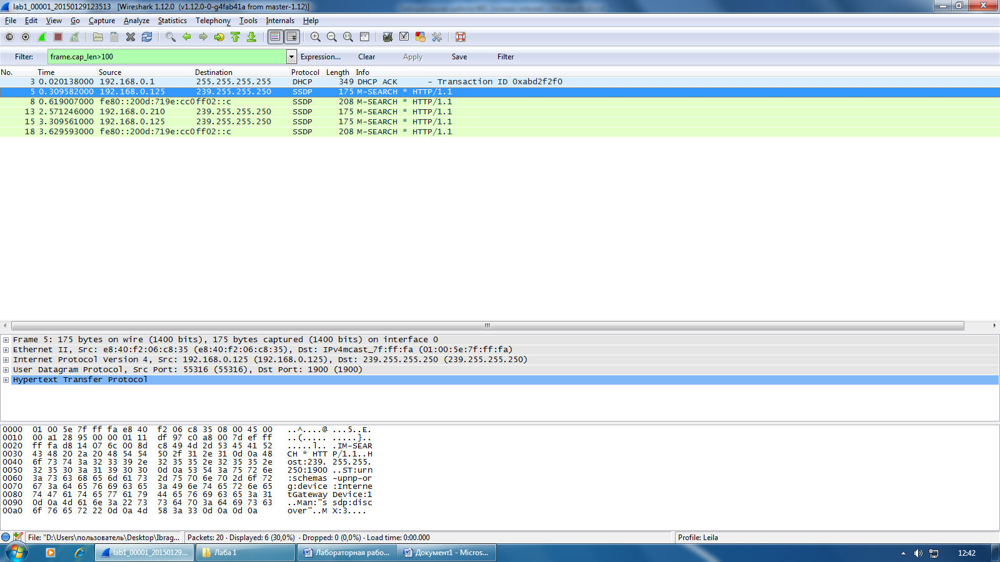 lab1_00001_20150129123513 [Wireshark 1.12.0 (v1.12.0-0-g4fab41a from master-1.12)]
File Edit View Go Capture Analyze Statistics Telephony Tools Internals Help
Filter: frame.cap_len>100 Expression... Clear Apply Save Filter
No. Time Source Destination Protocol Length Info
3 0.020138000 192.168.0.1 255.255.255.255 DHCP 349 DHCP ACK - Transaction ID 0xabd2f2f0
5 0.309582000 192.168.0.125 239.255.255.250 SSDP 175 M-SEARCH * HTTP/1.1
8 0.619007000 fe80::200d:719e:cc0ff02::c SSDP 208 M-SEARCH * HTTP/1.1
13 2.571246000 192.168.0.210 239.255.255.250 SSDP 175 M-SEARCH * HTTP/1.1
15 3.309561000 192.168.0.125 239.255.255.250 SSDP 175 M-SEARCH * HTTP/1.1
18 3.629593000 fe80::200d:719e:cc0ff02::c SSDP 208 M-SEARCH * HTTP/1.1
Frame 5: 175 bytes on wire (1400 bits), 175 bytes captured (1400 bits) on interface 0
Ethernet II, Src: e8:40:f2:06:c8:35 (e8:40:f2:06:c8:35), Dst: IPv4mcast_7f:ff:fa (01:00:5e:7f:ff:fa)
Internet Protocol Version 4, Src: 192.168.0.125 (192.168.0.125), Dst: 239.255.255.250 (239.255.255.250)
User Datagram Protocol, Src Port: 55316 (55316), Dst Port: 1900 (1900)
Hypertext Transfer Protocol
0000 01 00 5e 7f ff fa e8 40 f2 06 c8 35 08 00 45 00 ..^....@ ...5..E.
0010 00 a1 28 95 00 00 01 11 df 97 c0 a8 00 7d ef ff ..(..... .....}..
0020 ff fa d8 14 07 6c 00 8d c8 49 4d 2d 53 45 41 52 .....l.. .IM-SEAR
0030 43 48 20 2a 20 48 54 54 50 2f 31 2e 31 0d 0a 48 CH * HTT P/1.1..H
0040 6f 73 74 3a 32 33 39 2e 32 35 35 2e 32 35 35 2e ost:239. 255.255.
0050 32 35 30 3a 31 39 30 30 0d 0a 53 54 3a 75 72 6e 250:1900 ..ST:urn
0060 3a 73 63 68 65 6d 61 73 2d 75 70 6e 70 2d 6f 72 :schemas -upnp-or
0070 67 3a 64 65 76 69 63 65 3a 49 6e 74 65 72 6e 65 g:device :Interne
0080 74 47 61 74 65 77 61 79 44 65 76 69 63 65 3a 31 tGateway Device:1
0090 0d 0a 4d 61 6e 3a 22 73 73 64 70 3a 64 69 73 63 ..Man:"s sdp:disc
00a0 6f 76 65 72 22 0d 0a 4d 58 3a 33 0d 0a 0d 0a over"..M X:3....
File: "D:\Users\пользователь\Desktop\Ibrag... Packets: 20 · Displayed: 6 (30,0%) · Dropped: 0 (0,0%) · Load time: 0:00.000 Profile: Leila
lab1_00001_20150129... Лаба 1 Лабораторная рабо... Документ1 - Micros... 12:42